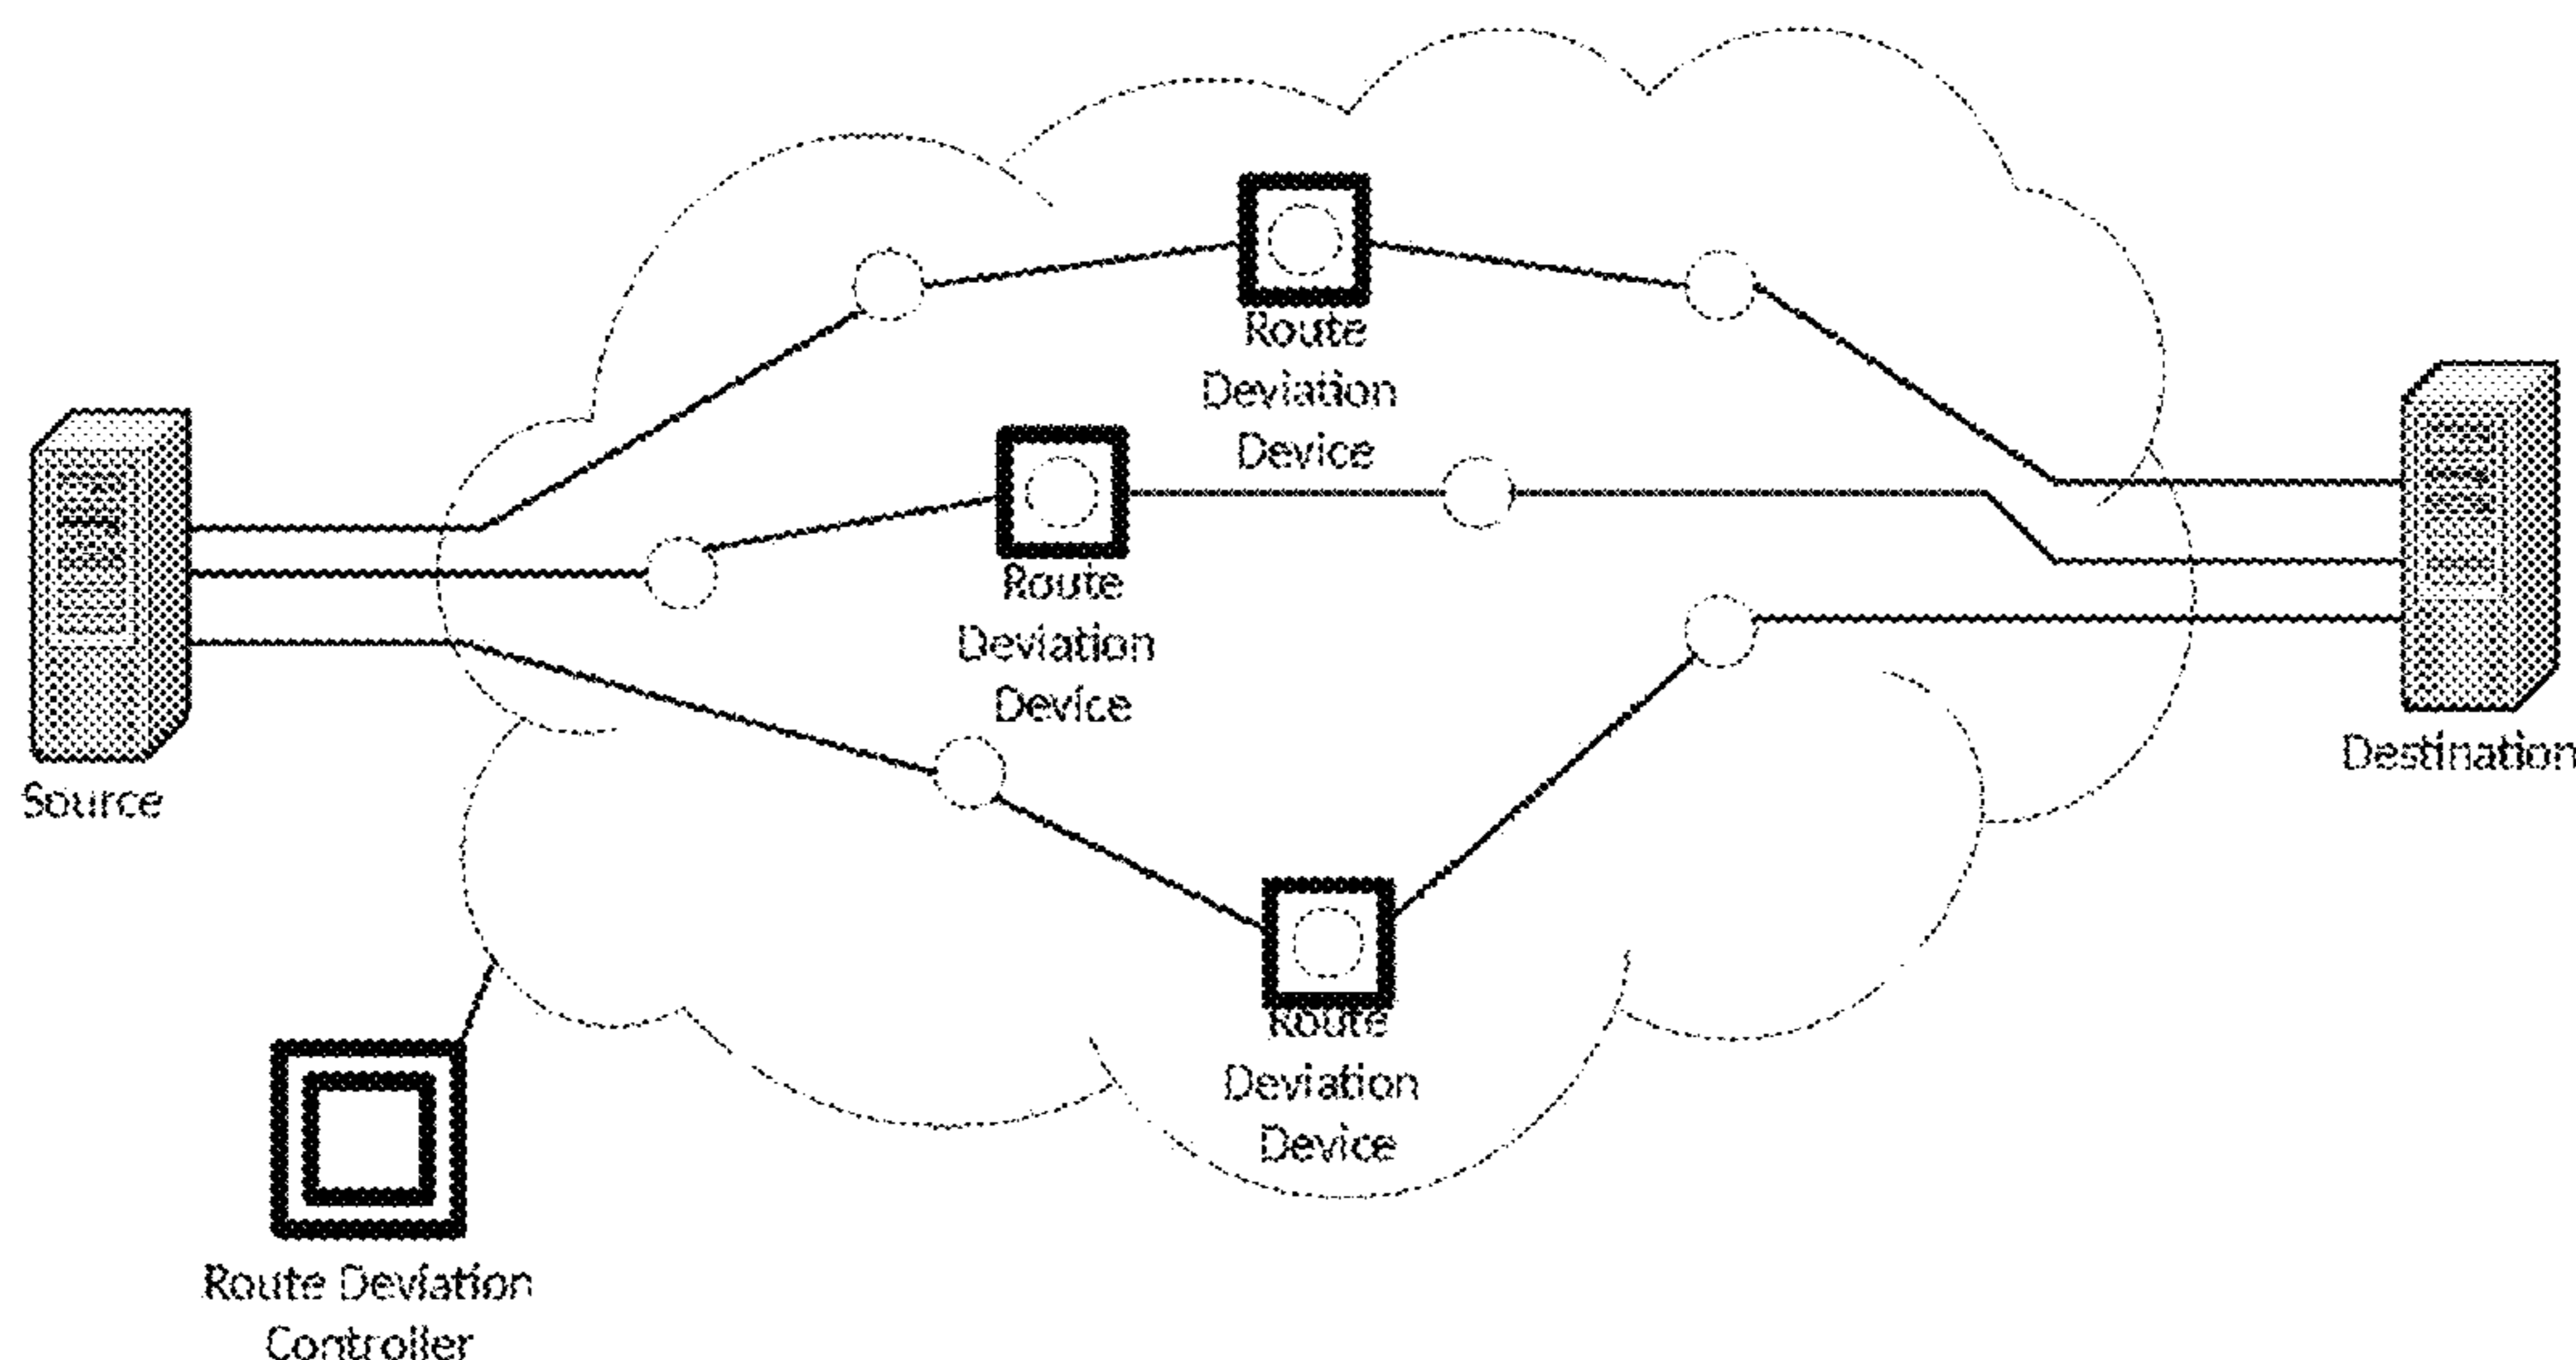 Route
Deviation
Device
Route
Deviation
Device
Source
Destination
Route
Deviation
Device
Route Deviation
Controller